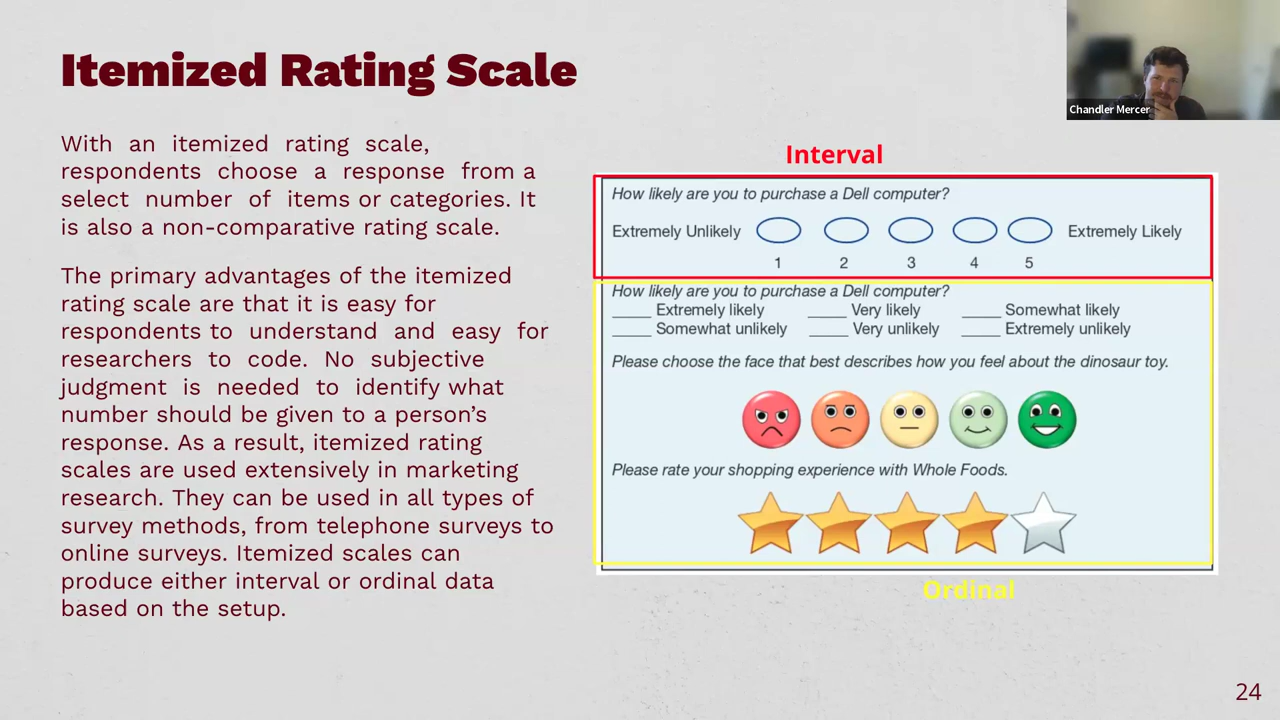 Itemized Rating Scale
Chandler Mercer
With an itemized rating scale,
respondents choose a response from a
select number of items or categories. It
is also a non-comparative rating scale.
The primary advantages of the itemized
rating scale are that it is easy for
respondents to understand and easy for
researchers to code. No subjective
judgment is needed to identify what
number should be given to a person’s
response. As a result, itemized rating
scales are used extensively in marketing
research. They can be used in all types of
survey methods, from telephone surveys to
online surveys. Itemized scales can
produce either interval or ordinal data
based on the setup.
Interval
How likely are you to purchase a Dell computer?
Extremely Unlikely Extremely Likely
1 2 3 4 5
How likely are you to purchase a Dell computer?
_____ Extremely likely _____ Very likely _____ Somewhat likely
_____ Somewhat unlikely _____ Very unlikely _____ Extremely unlikely
Please choose the face that best describes how you feel about the dinosaur toy.
Please rate your shopping experience with Whole Foods.
Ordinal
24